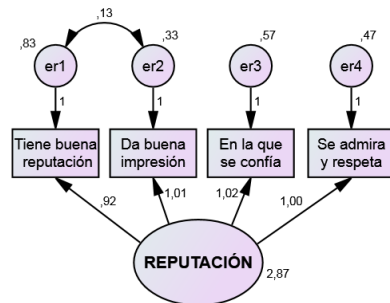 ,13
,83
,33
,57
,47
er1
er2
er3
er4
1
1
1
1
Tiene buena
reputación
Da buena
impresión
En la que
se confía
Se admira
y respeta
,92
1,01
1,02
1,00
REPUTACIÓN
2,87